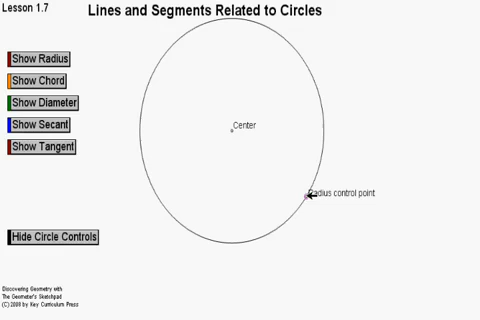 Lesson 1.7
Lines and Segments Related to Circles
Show Radius
Show Chord
Show Diameter
Show Secant
Show Tangent
Center
Radius control point
Hide Circle Controls
Discovering Geometry with
The Geometer's Sketchpad
(C) 2008 by Key Curriculum Press